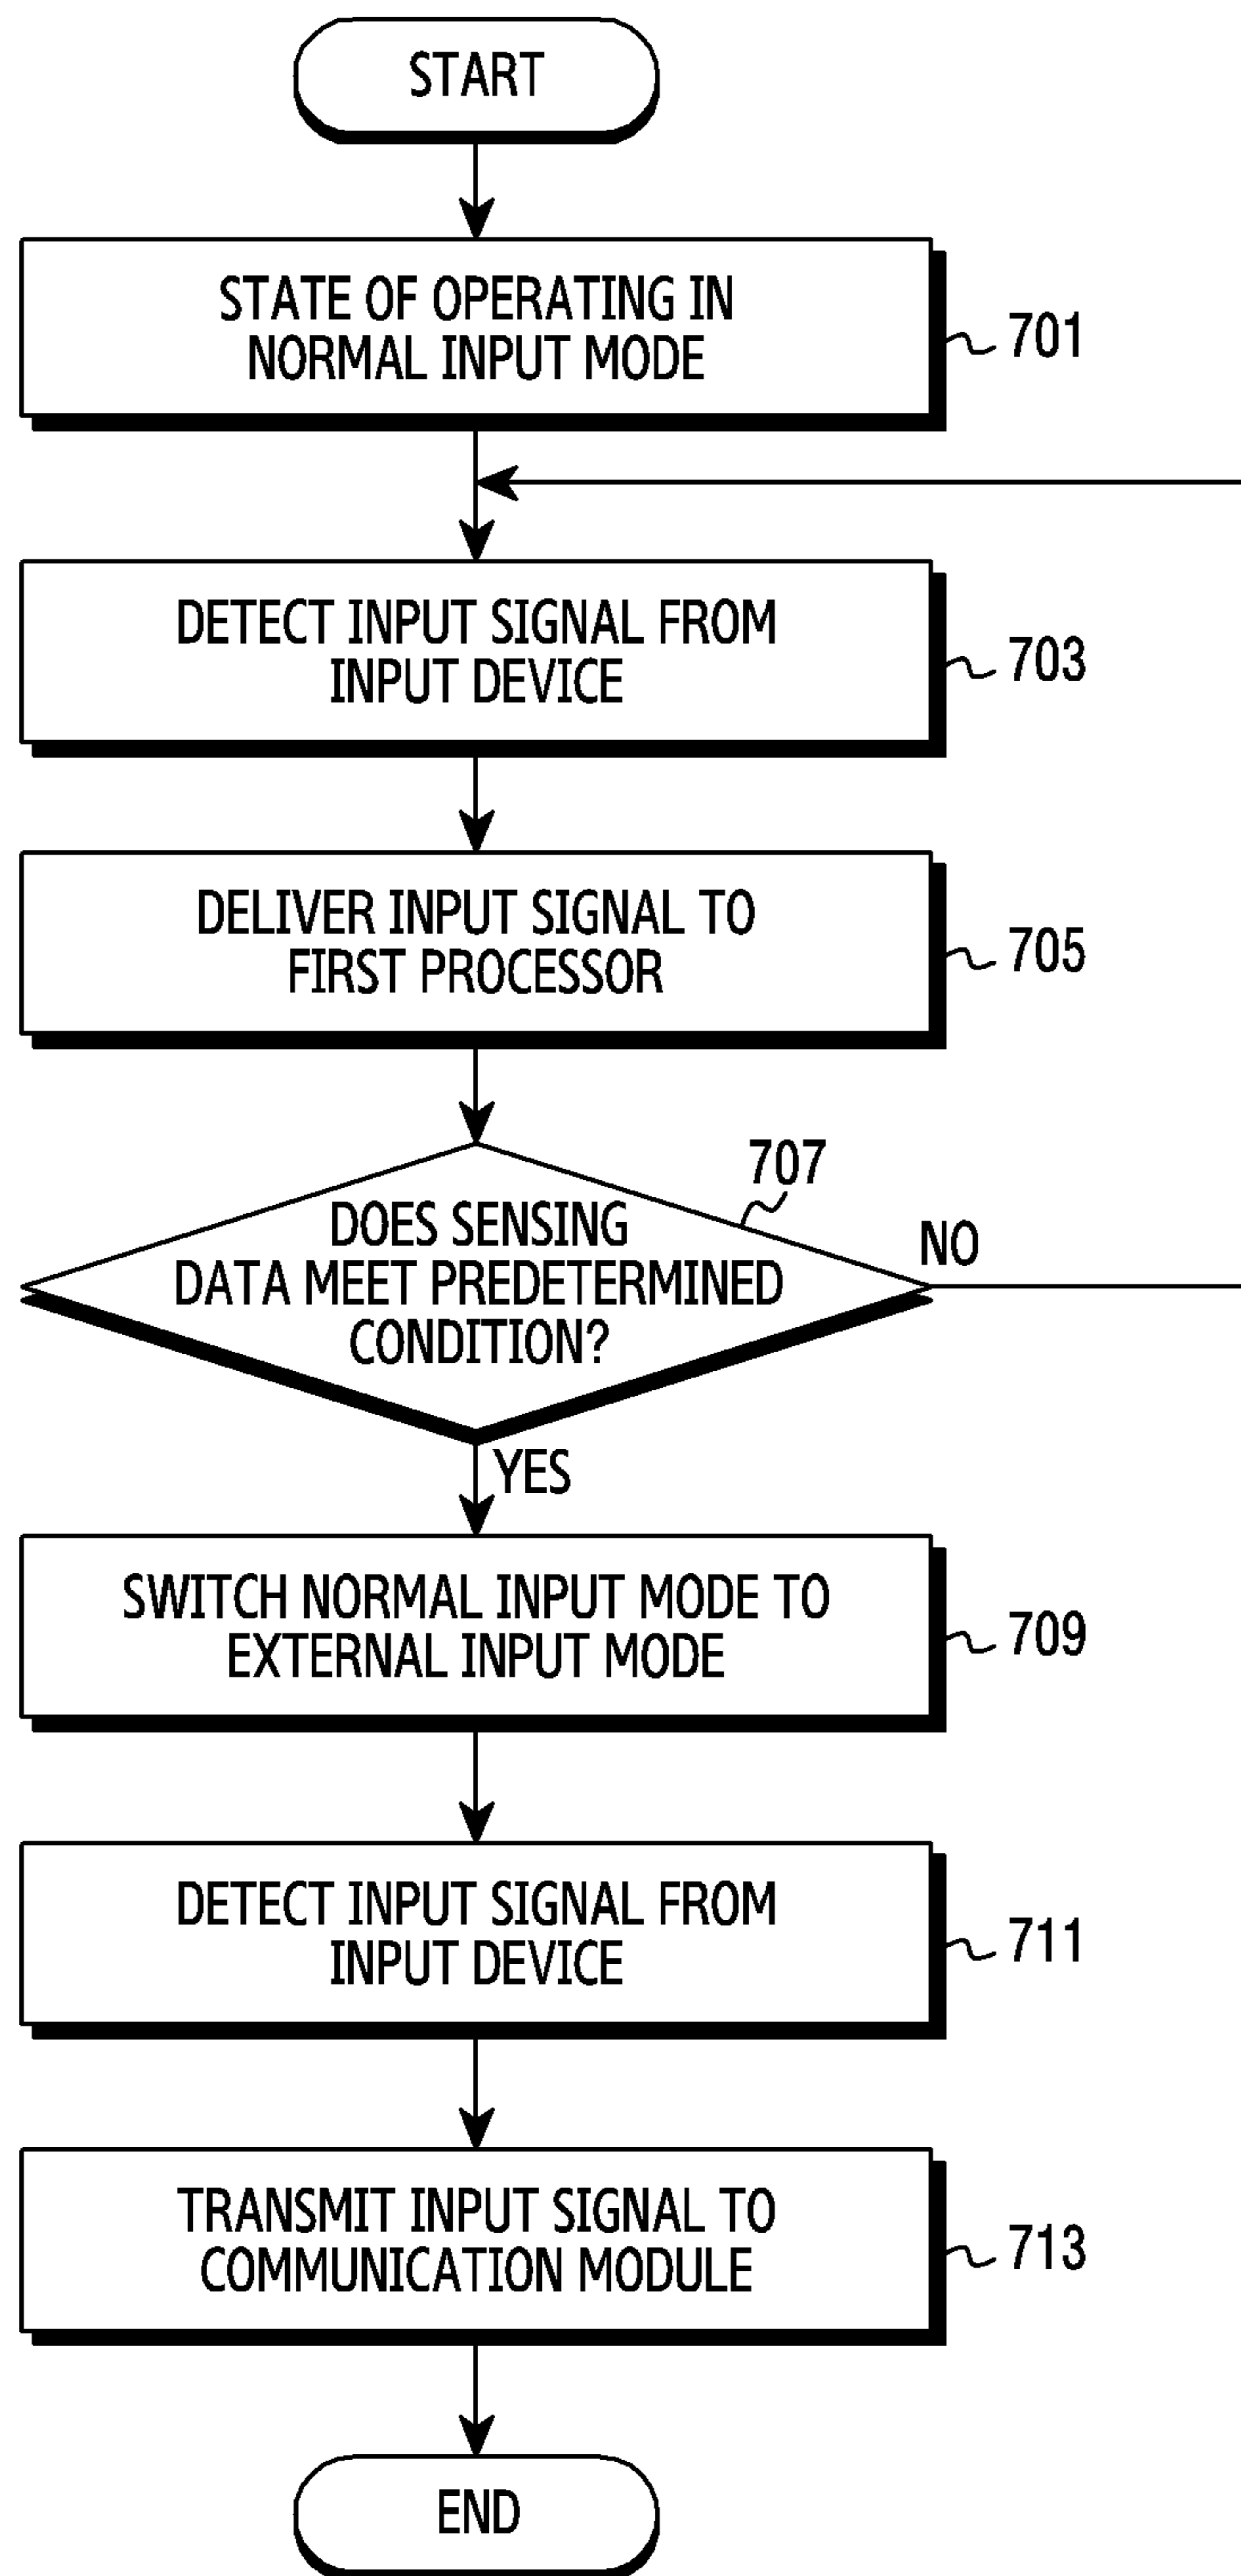 START
STATE OF OPERATING IN
NORMAL INPUT MODE
701
DETECT INPUT SIGNAL FROM
INPUT DEVICE
703
DELIVER INPUT SIGNAL TO
FIRST PROCESSOR
705
707
DOES SENSING
DATA MEET PREDETERMINED
CONDITION?
NO
YES
SWITCH NORMAL INPUT MODE TO
EXTERNAL INPUT MODE
709
DETECT INPUT SIGNAL FROM
INPUT DEVICE
711
TRANSMIT INPUT SIGNAL TO
COMMUNICATION MODULE
713
END